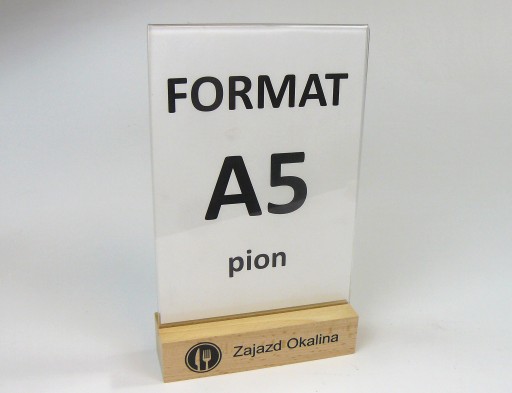 FORMAT
A5
pion
Zajazd Okalina